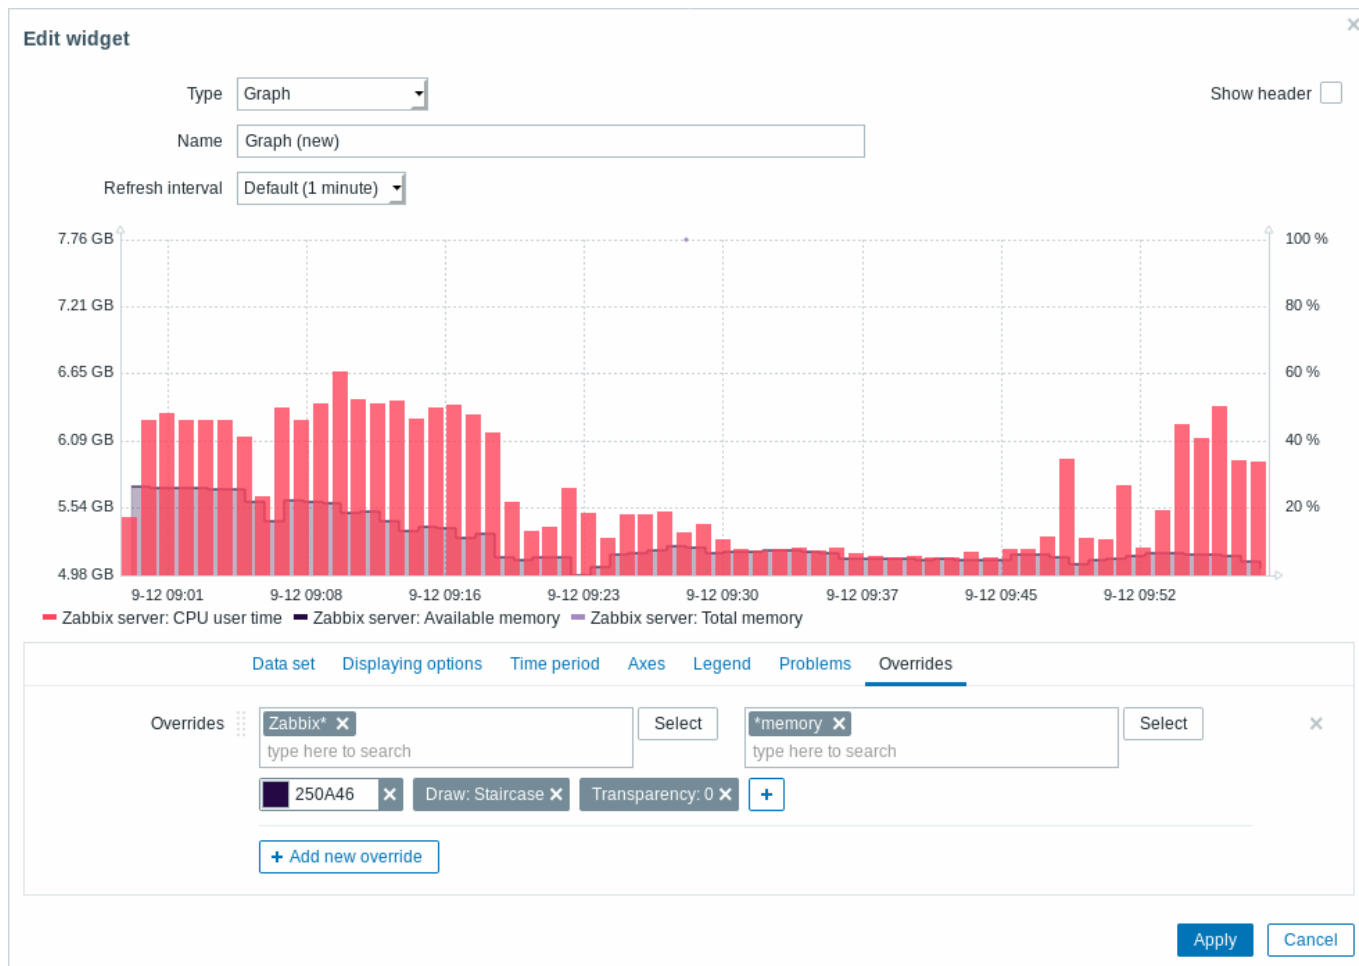 Edit widget
Type Graph Show header
Name Graph (new)
Refresh interval Default (1 minute)
7.76 GB 100 %
7.21 GB 80 %
6.65 GB 60 %
6.09 GB 40 %
5.54 GB 20 %
4.98 GB
9-12 09:01 9-12 09:08 9-12 09:16 9-12 09:23 9-12 09:30 9-12 09:37 9-12 09:45 9-12 09:52
Zabbix server: CPU user time Zabbix server: Available memory Zabbix server: Total memory
Data set Displaying options Time period Axes Legend Problems Overrides
Overrides Zabbix* Select *memory Select
type here to search type here to search
250A46 Draw: Staircase Transparency: 0 +
+ Add new override
Apply Cancel